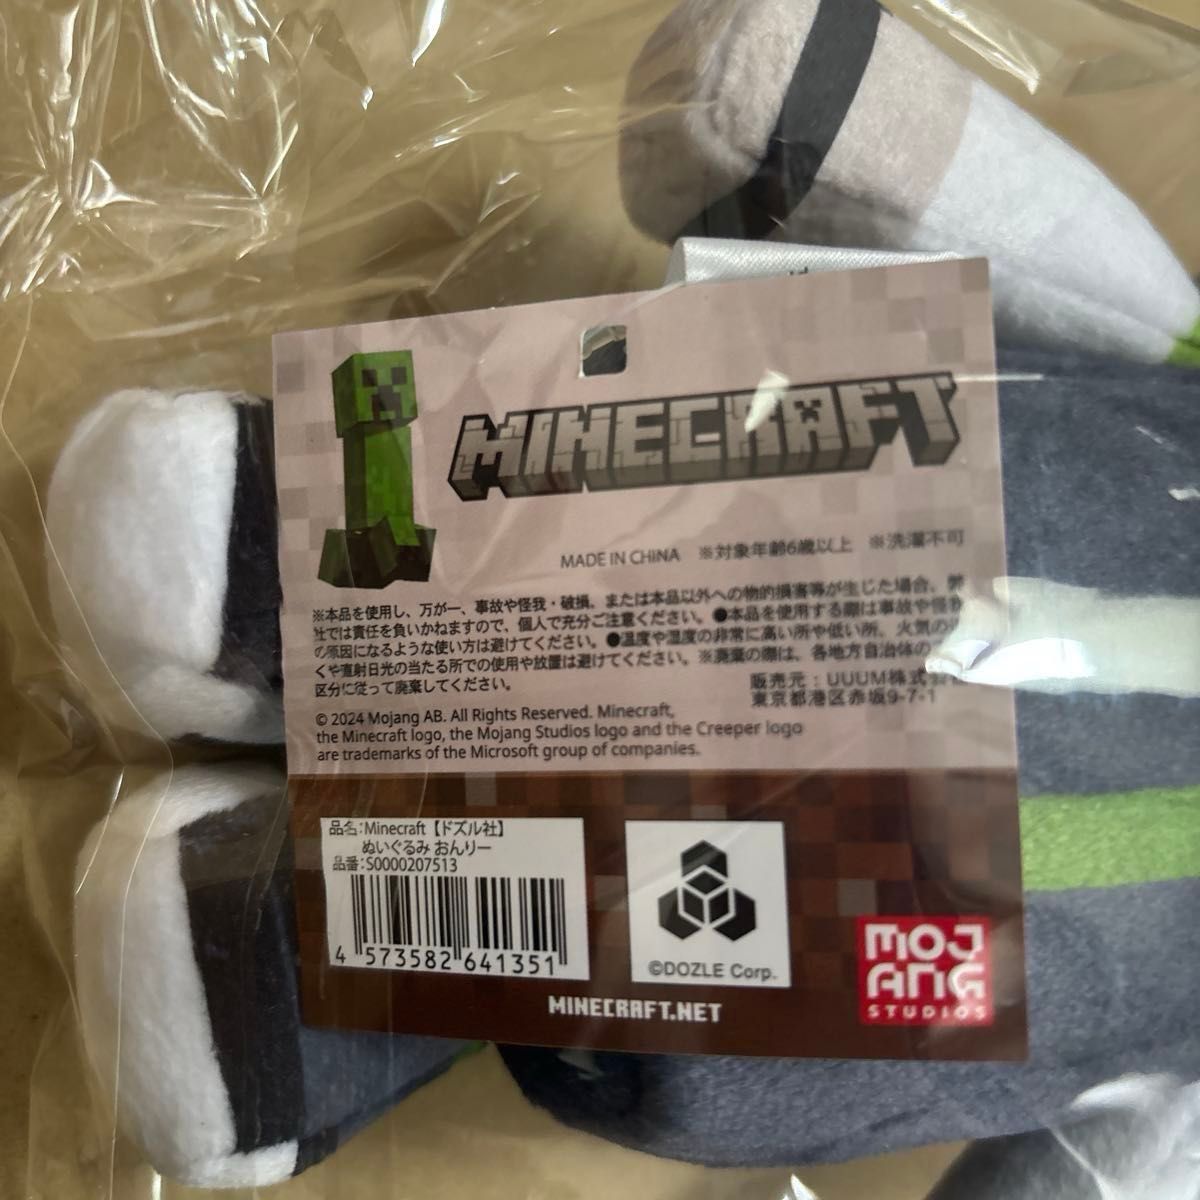 MINECRAFT
MADE IN CHINA ※対象年齢6歳以上 ※洗濯不可
※本品を使用し、万が一、事故や怪我・破損、または本品以外への物的損害等が生じた場合、弊
社では責任を負いかねますので、個人で充分ご注意ください。●本品を使用する際は事故や怪我
の原因になるような使い方は避けてください。●温度や湿度の非常に高い所や低い所、火気の
くや直射日光の当たる所での使用や放置は避けてください。※廃棄の際は、各地方自治体の
区分に従って廃棄してください。
販売元：UUUM株式会社
東京都港区赤坂9-7-1
© 2024 Mojang AB. All Rights Reserved. Minecraft,
the Minecraft logo, the Mojang Studios logo and the Creeper logo
are trademarks of the Microsoft group of companies.
品名:Minecraft【ドズル社】
ぬいぐるみ おんりー
品番:S0000207513
4 573582 641351
©DOZLE Corp.
MINECRAFT.NET
MOJ
ANG
STUDIOS